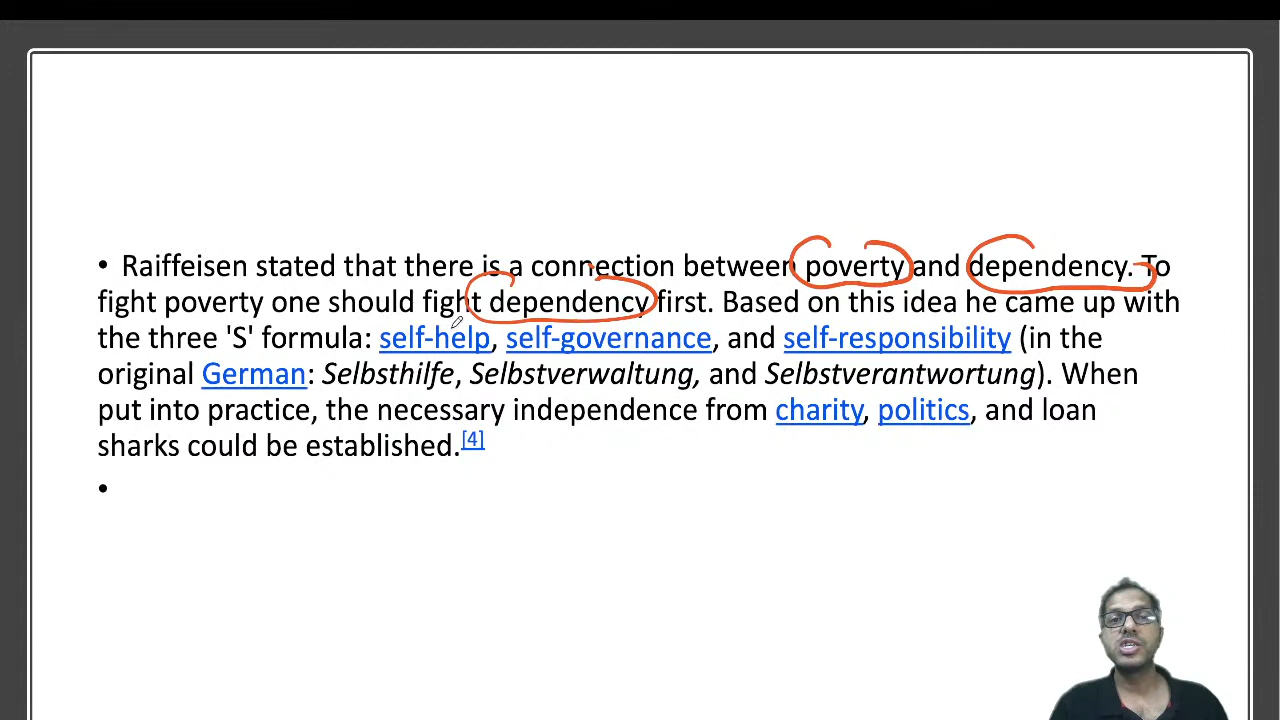 • Raiffeisen stated that there is a connection between poverty and dependency. To
fight poverty one should fight dependency first. Based on this idea he came up with
the three 'S' formula: self-help, self-governance, and self-responsibility (in the
original German: Selbsthilfe, Selbstverwaltung, and Selbstverantwortung). When
put into practice, the necessary independence from charity, politics, and loan
sharks could be established.[4]
•